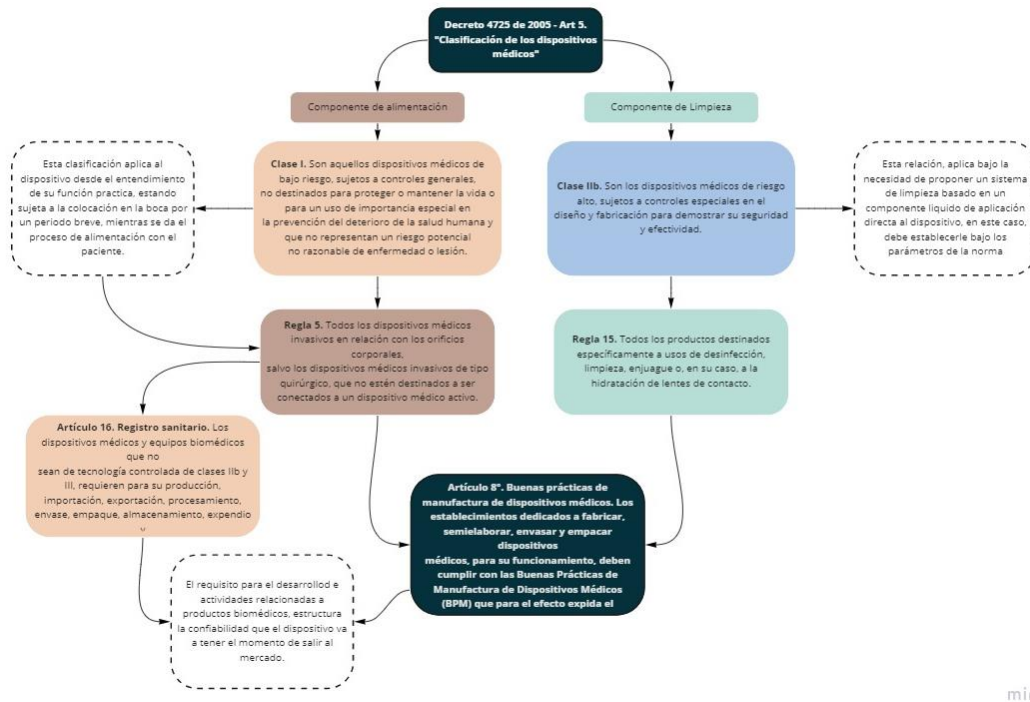 Decreto 4725 de 2005 - Art 5.
"Clasificación de los dispositivos
médicos"
Componente de alimentación
Componente de Limpieza
Esta clasificación aplica al
dispositivo desde el entendimiento
de su función practica, estando
sujeta a la colocación en la boca por
un periodo breve, mientras se da el
proceso de alimentación con el
paciente.
Clase I. Son aquellos dispositivos médicos de
bajo riesgo, sujetos a controles generales,
no destinados para proteger o mantener la vida o
para un uso de importancia especial en
la prevención del deterioro de la salud humana y
que no representan un riesgo potencial
no razonable de enfermedad o lesión.
Clase IIb. Son los dispositivos médicos de riesgo
alto, sujetos a controles especiales en el
diseño y fabricación para demostrar su seguridad
y efectividad.
Esta relación, aplica bajo la
necesidad de proponer un sistema
de limpieza basado en un
componente liquido de aplicación
directa al dispositivo, en este caso,
debe establecerle bajo los
parámetros de la norma
Regla 5. Todos los dispositivos médicos
invasivos en relación con los orificios
corporales,
salvo los dispositivos médicos invasivos de tipo
quirúrgico, que no estén destinados a ser
conectados a un dispositivo médico activo.
Regla 15. Todos los productos destinados
específicamente a usos de desinfección,
limpieza, enjuague o, en su caso, a la
hidratación de lentes de contacto.
Artículo 16. Registro sanitario. Los
dispositivos médicos y equipos biomédicos
que no
sean de tecnología controlada de clases IIb y
III, requieren para su producción,
importación, exportación, procesamiento,
envase, empaque, almacenamiento, expendio
Artículo 8°. Buenas prácticas de
manufactura de dispositivos médicos. Los
establecimientos dedicados a fabricar,
semielaborar, envasar y empacar
dispositivos
médicos, para su funcionamiento, deben
cumplir con las Buenas Prácticas de
Manufactura de Dispositivos Médicos
(BPM) que para el efecto expida el
El requisito para el desarrollod e
actividades relacionadas a
productos biomédicos, estructura
la confiabilidad que el dispositivo va
a tener el momento de salir al
mercado.